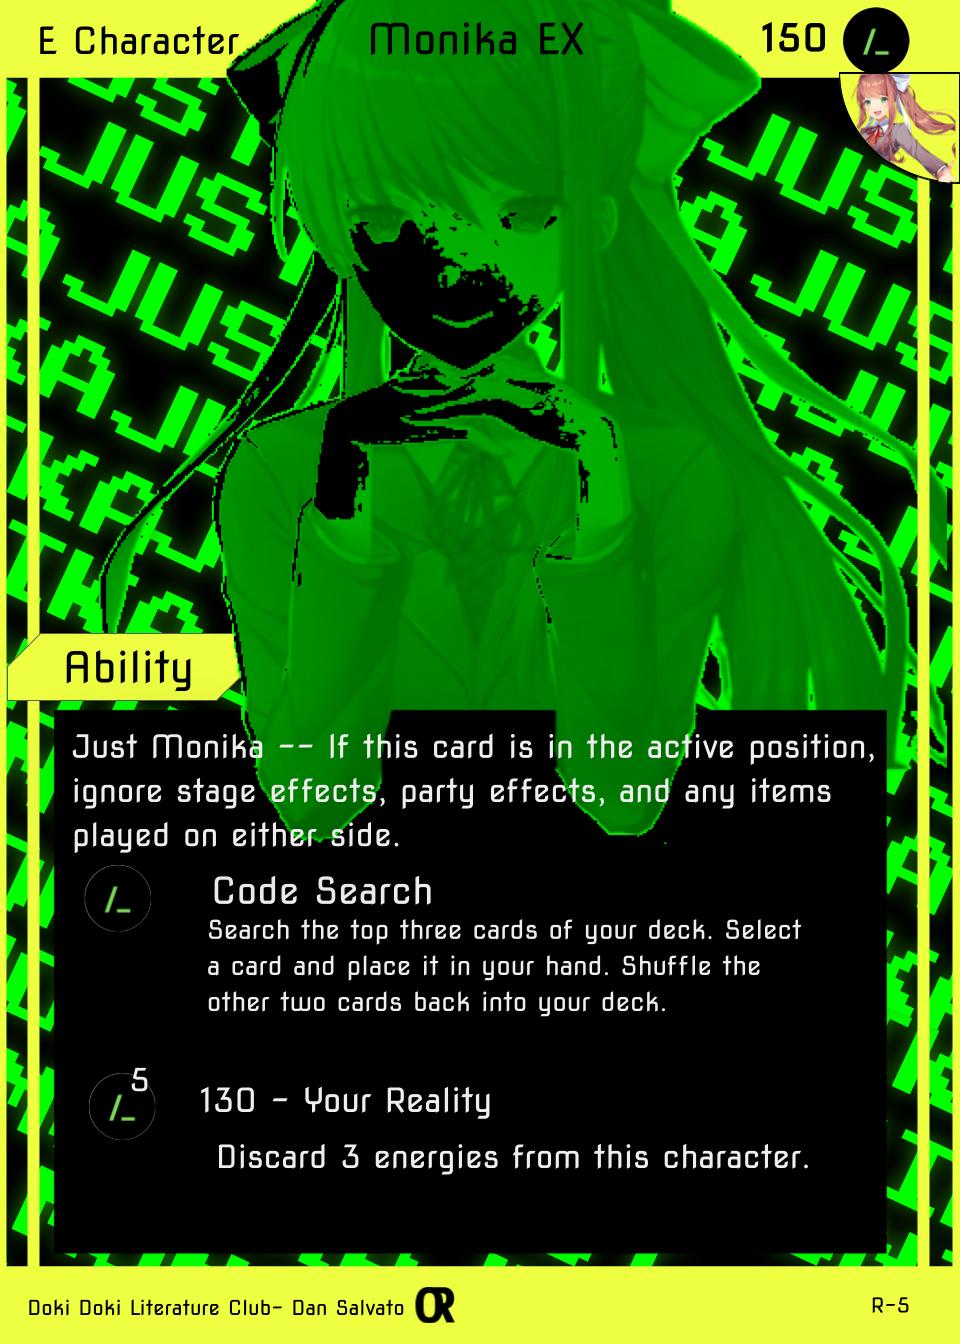 E Character
Monika EX
150
/_
JUST
Ability
Just Monika -- If this card is in the active position,
ignore stage effects, party effects, and any items
played on either side.
/_
Code Search
Search the top three cards of your deck. Select
a card and place it in your hand. Shuffle the
other two cards back into your deck.
5
/_
130 - Your Reality
Discard 3 energies from this character.
Doki Doki Literature Club- Dan Salvato OR
R-5